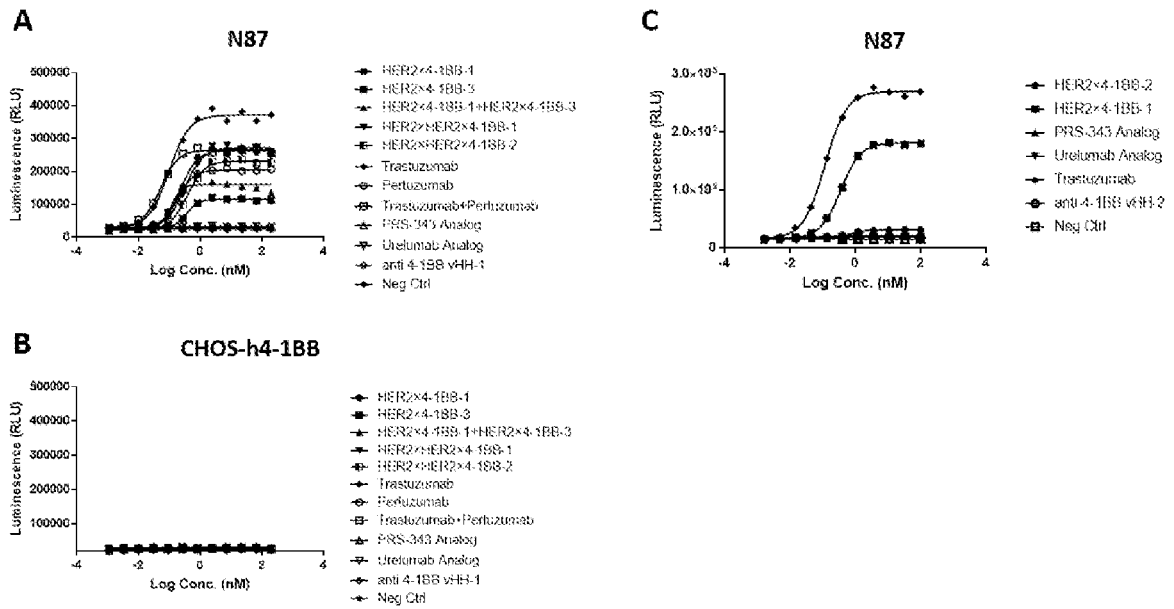 A
N87
500000
400000
300000
200000
100000
0
-4
-2
0
2
4
Luminescence (RLU)
Log Conc. (nM)
HER2×4-1BB-1
HER2×4-1BB-3
HER2×4-1BB-1+HER2×4-1BB-3
HER2×HER2×4-1BB-1
HER2×HER2×4-1BB-2
Trastuzumab
Pertuzumab
Trastuzumab+Pertuzumab
PRS-343 Analog
Urelumab Analog
anti 4-1BB vHH-1
Neg Ctrl
B
CHOS-h4-1BB
500000
400000
300000
200000
100000
-4
-2
0
2
4
Luminescence (RLU)
Log Conc. (nM)
HER2×4-1BB-1
HER2×4-1BB-3
HER2×4-1BB-1+HER2×4-1BB-3
HER2×HER2×4-1BB-1
HER2×HER2×4-1BB-2
Trastuzumab
Pertuzumab
Trastuzumab+Pertuzumab
PRS-343 Analog
Urelumab Analog
anti 4-1BB vHH-1
Neg Ctrl
C
N87
3.0×10⁵
2.0×10⁵
1.0×10⁵
0
-4
-2
0
2
4
Luminescence (RLU)
Log Conc. (nM)
HER2×4-1BB-2
HER2×4-1BB-1
PRS-343 Analog
Urelumab Analog
Trastuzumab
anti-4-1BB vHH-2
Neg Ctrl